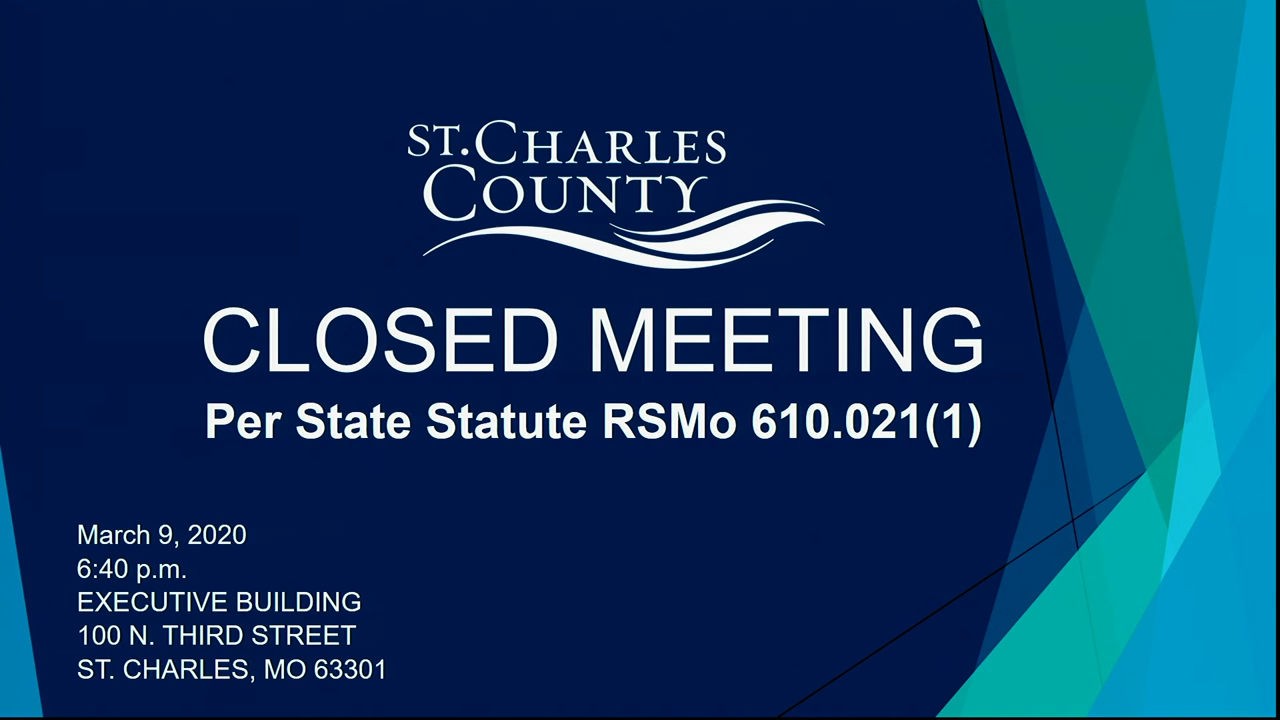 ST. CHARLES
COUNTY
CLOSED MEETING
Per State Statute RSMo 610.021(1)
March 9, 2020
6:40 p.m.
EXECUTIVE BUILDING
100 N. THIRD STREET
ST. CHARLES, MO 63301